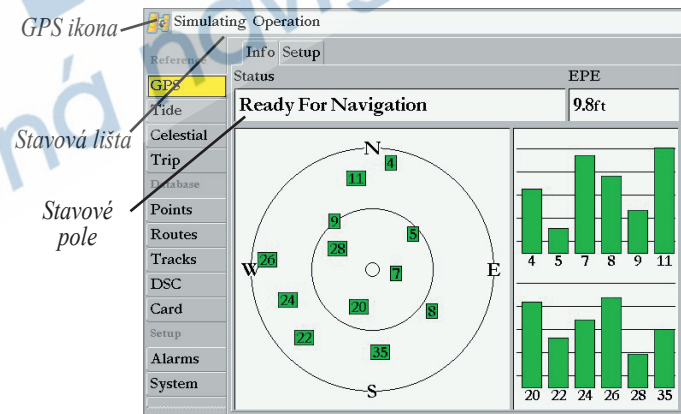 GPS ikona
Simulating Operation
Reference
Info Setup
Status EPE
GPS
Ready For Navigation 9.8ft
Tide
Stavová lišta
Celestial
Trip
Database
Stavové
pole
Points
Routes
Tracks
DSC
Card
Setup
Alarms
System
N
4
11
9
5
28
W 26 E
7
24
20
8
22
35
S
4 5 7 8 9 11
20 22 24 26 28 35
ná navi